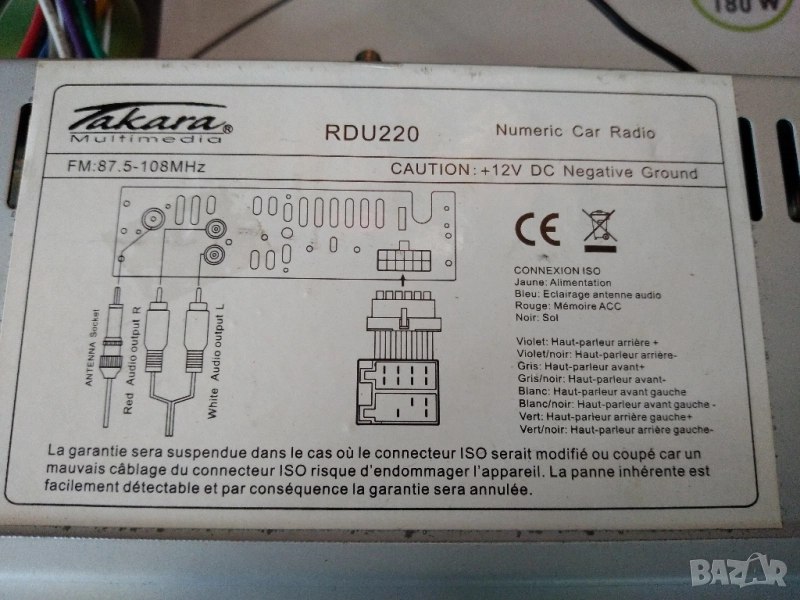 180 W
Takara®
Multimedia
RDU220
Numeric Car Radio
FM:87.5-108MHz
CAUTION: +12V DC Negative Ground
CE
ANTENNA Socket
Red Audio output R
White Audio output L
CONNEXION ISO
Jaune: Alimentation
Bleu: Eclairage antenne audio
Rouge: Mémoire ACC
Noir: Sol
Violet: Haut-parleur arrière +
Violet/noir: Haut-parleur arrière-
Gris: Haut-parleur avant+
Gris/noir: Haut-parleur avant-
Blanc: Haut-parleur avant gauche
Blanc/noir: Haut-parleur avant gauche -
Vert: Haut-parleur arrière gauche+
Vert/noir: Haut-parleur arrière gauche-
La garantie sera suspendue dans le cas où le connecteur ISO serait modifié ou coupé car un
mauvais câblage du connecteur ISO risque d'endommager l'appareil. La panne inhérente est
facilement détectable et par conséquence la garantie sera annulée.
BAZAR